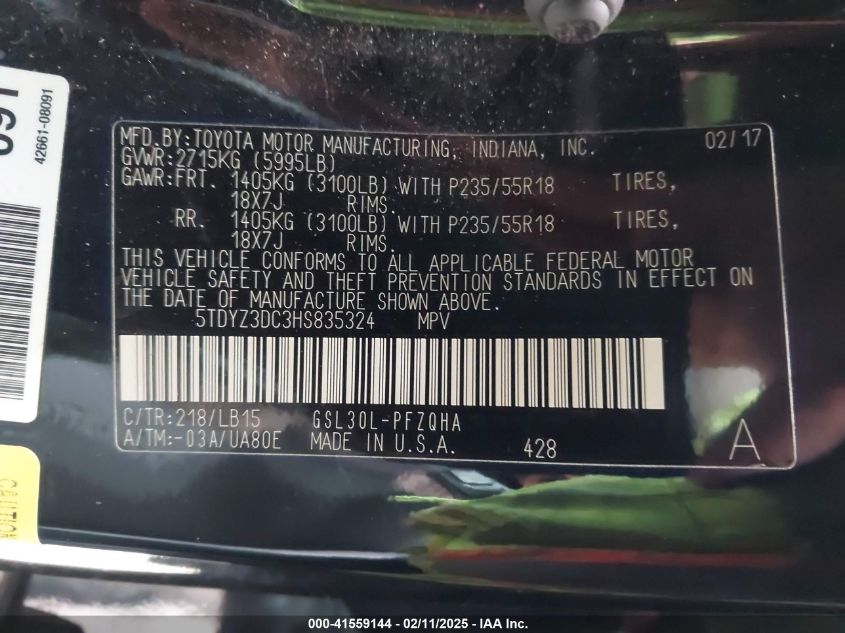 MFD.BY:TOYOTA MOTOR MANUFACTURING, INDIANA, INC. 02/17
GVWR:2715KG (5995LB)
GAWR:FRT. 1405KG (3100LB) WITH P235/55R18 TIRES,
18X7J RIMS.
RR. 1405KG (3100LB) WITH P235/55R18 TIRES,
18X7J RIMS.
THIS VEHICLE CONFORMS TO ALL APPLICABLE FEDERAL MOTOR
VEHICLE SAFETY AND THEFT PREVENTION STANDARDS IN EFFECT ON
THE DATE OF MANUFACTURE SHOWN ABOVE.
5TDYZ3DC3HS835324 MPV
C/TR:218/LB15 GSL30L-PFZQHA
A/TM:-03A/UA80E MADE IN U.S.A. 428 A
42661-08091
CAUTION
000-41559144 - 02/11/2025 - IAA Inc.